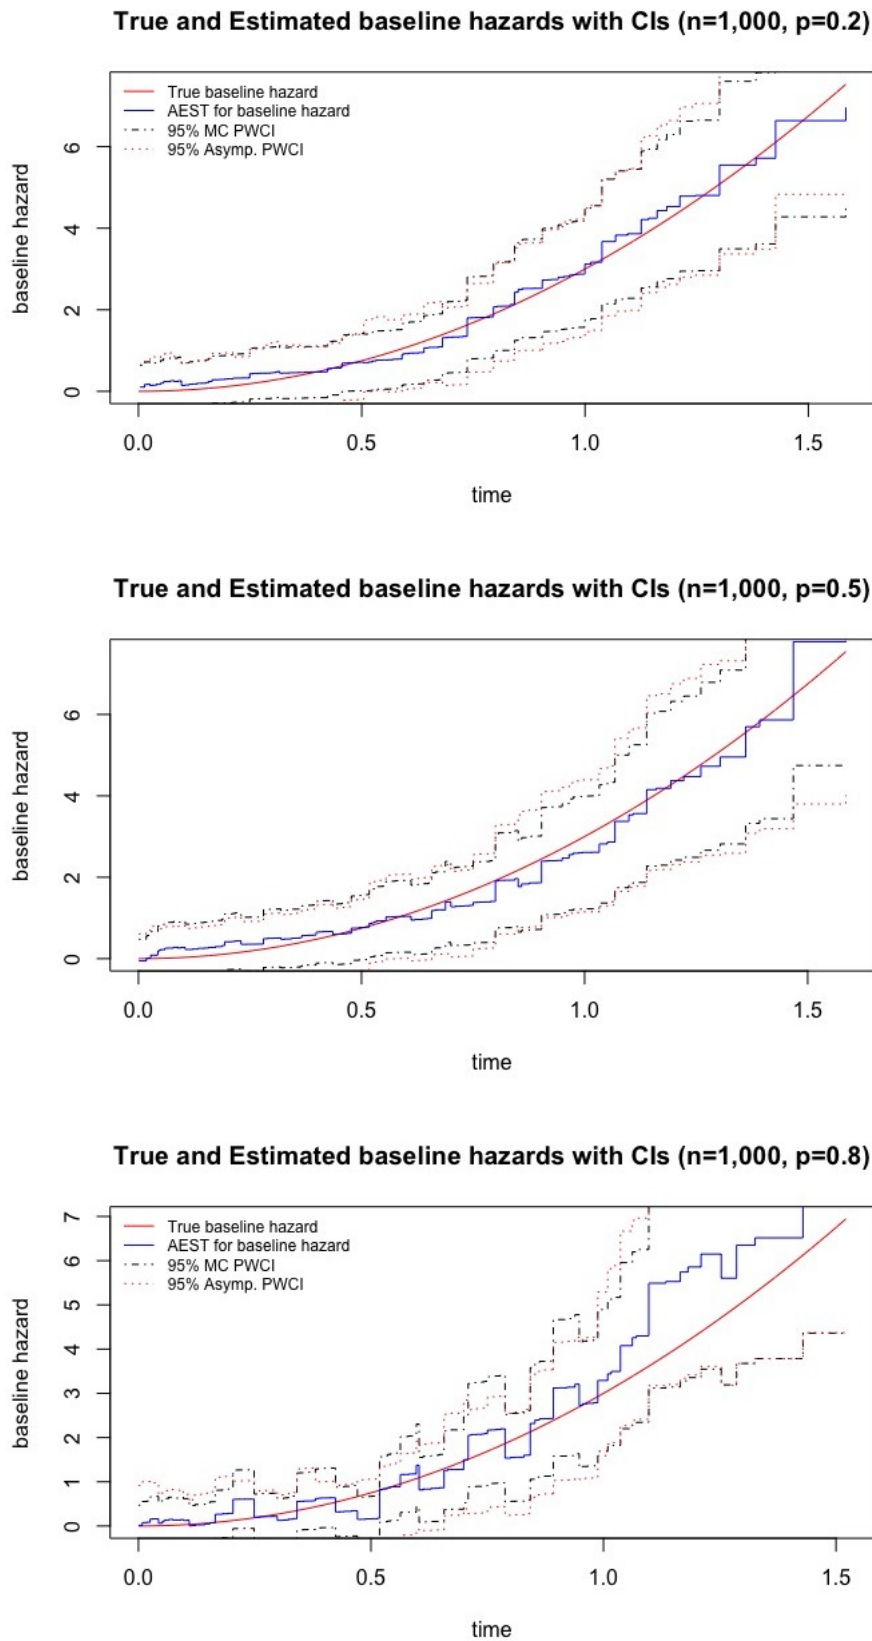 True and Estimated baseline hazards with CIs (n=1,000, p=0.2)
True baseline hazard
AEST for baseline hazard
95% MC PWCI
95% Asymp. PWCI
baseline hazard
6
4
2
0
0.0 0.5 1.0 1.5
time
True and Estimated baseline hazards with CIs (n=1,000, p=0.5)
baseline hazard
6
4
2
0
0.0 0.5 1.0 1.5
time
True and Estimated baseline hazards with CIs (n=1,000, p=0.8)
True baseline hazard
AEST for baseline hazard
95% MC PWCI
95% Asymp. PWCI
baseline hazard
7
6
5
4
3
2
1
0
0.0 0.5 1.0 1.5
time